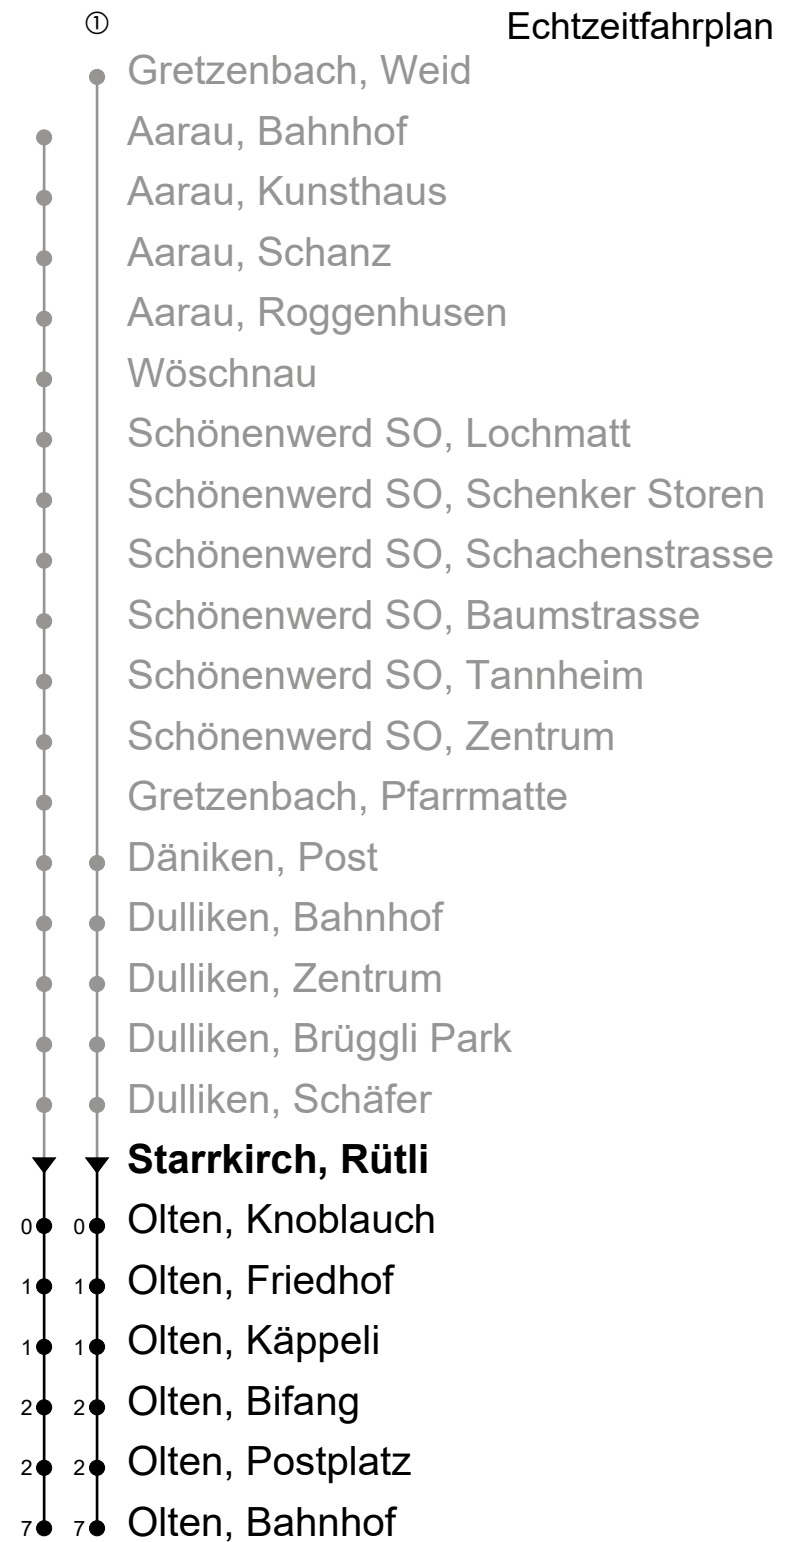 ① Echtzeitfahrplan
Gretzenbach, Weid
Aarau, Bahnhof
Aarau, Kunsthaus
Aarau, Schanz
Aarau, Roggenhusen
Wöschnau
Schönenwerd SO, Lochmatt
Schönenwerd SO, Schenker Storen
Schönenwerd SO, Schachenstrasse
Schönenwerd SO, Baumstrasse
Schönenwerd SO, Tannheim
Schönenwerd SO, Zentrum
Gretzenbach, Pfarrmatte
Däniken, Post
Dulliken, Bahnhof
Dulliken, Zentrum
Dulliken, Brüggli Park
Dulliken, Schäfer
Starrkirch, Rütli
0 0 Olten, Knoblauch
1 1 Olten, Friedhof
1 1 Olten, Käppeli
2 2 Olten, Bifang
2 2 Olten, Postplatz
7 7 Olten, Bahnhof